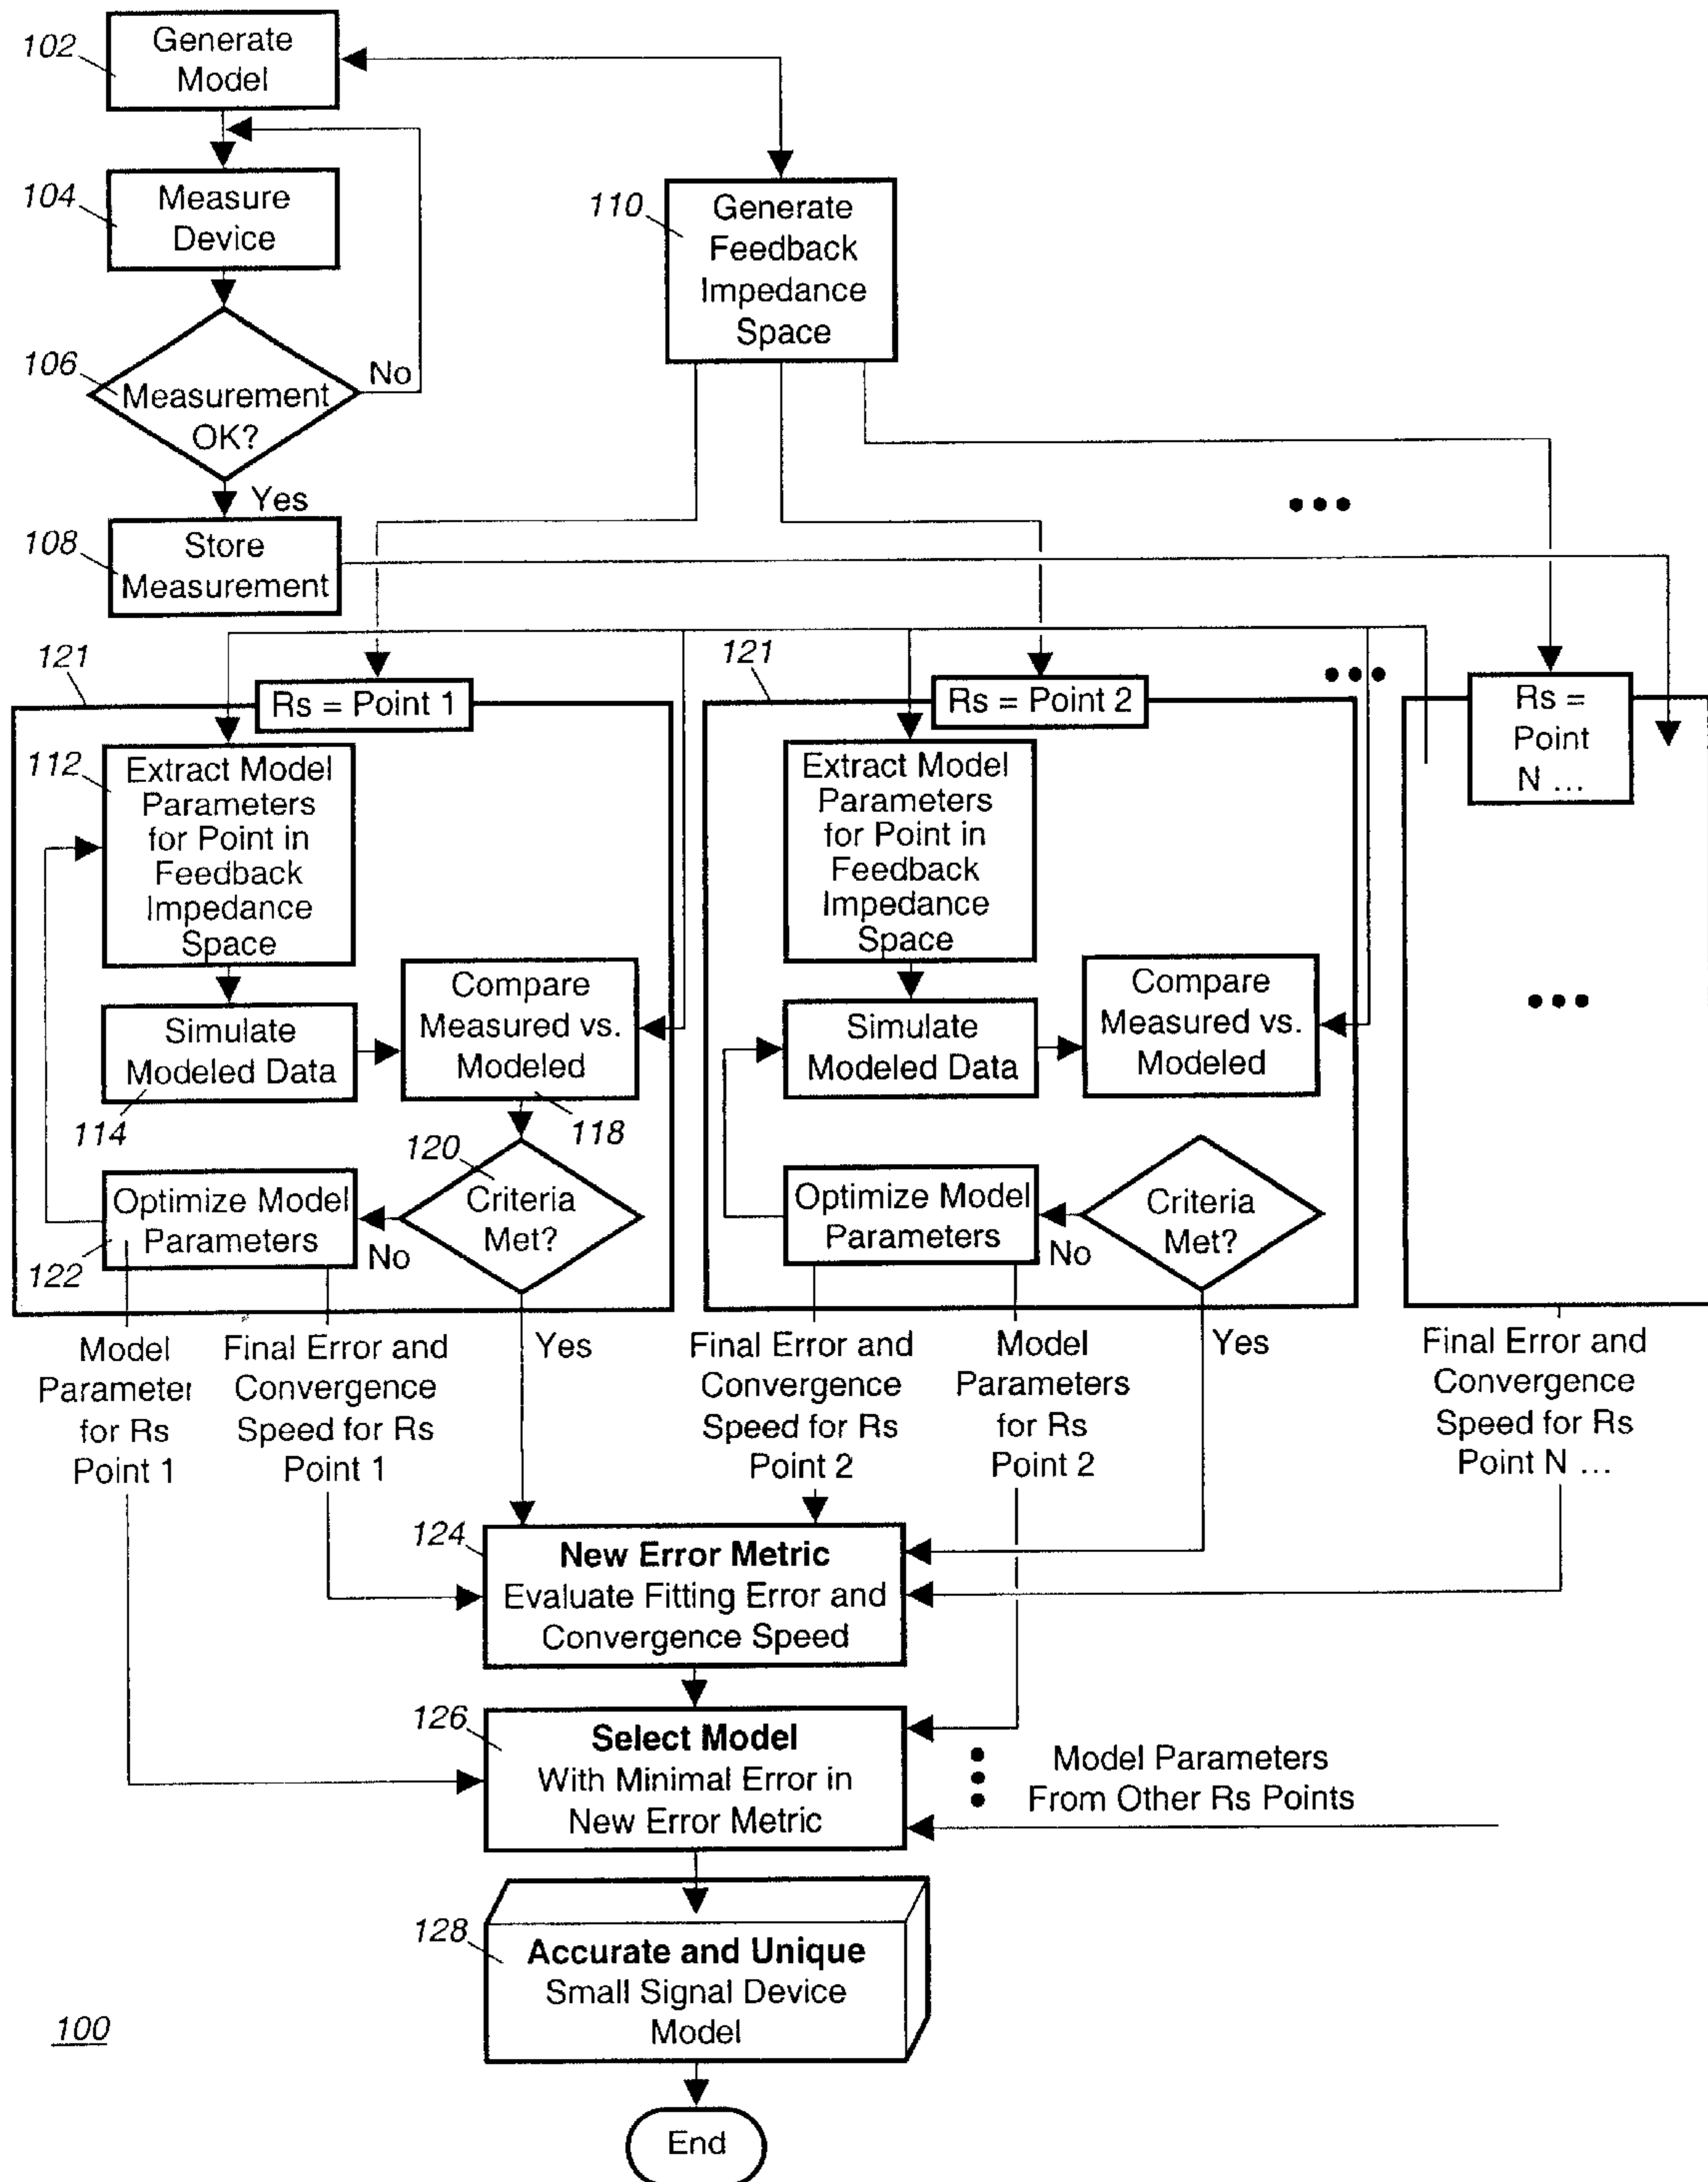 102
Generate
Model
104
Measure
Device
106
Measurement
OK?
No
Yes
108
Store
Measurement
110
Generate
Feedback
Impedance
Space
•••
121
Rs = Point 1
112
Extract Model
Parameters
for Point in
Feedback
Impedance
Space
Simulate
Modeled Data
114
Compare
Measured vs.
Modeled
118
120
Criteria
Met?
No
Optimize Model
Parameters
122
121
Rs = Point 2
Extract Model
Parameters
for Point in
Feedback
Impedance
Space
Simulate
Modeled Data
Compare
Measured vs.
Modeled
Criteria
Met?
No
Optimize Model
Parameters
•••
Rs =
Point
N ...
•••
Model
Parameter
for Rs
Point 1
Final Error and
Convergence
Speed for Rs
Point 1
Yes
Final Error and
Convergence
Speed for Rs
Point 2
Model
Parameters
for Rs
Point 2
Yes
Final Error and
Convergence
Speed for Rs
Point N ...
124
New Error Metric
Evaluate Fitting Error and
Convergence Speed
126
Select Model
With Minimal Error in
New Error Metric
Model Parameters
From Other Rs Points
128
Accurate and Unique
Small Signal Device
Model
100
End